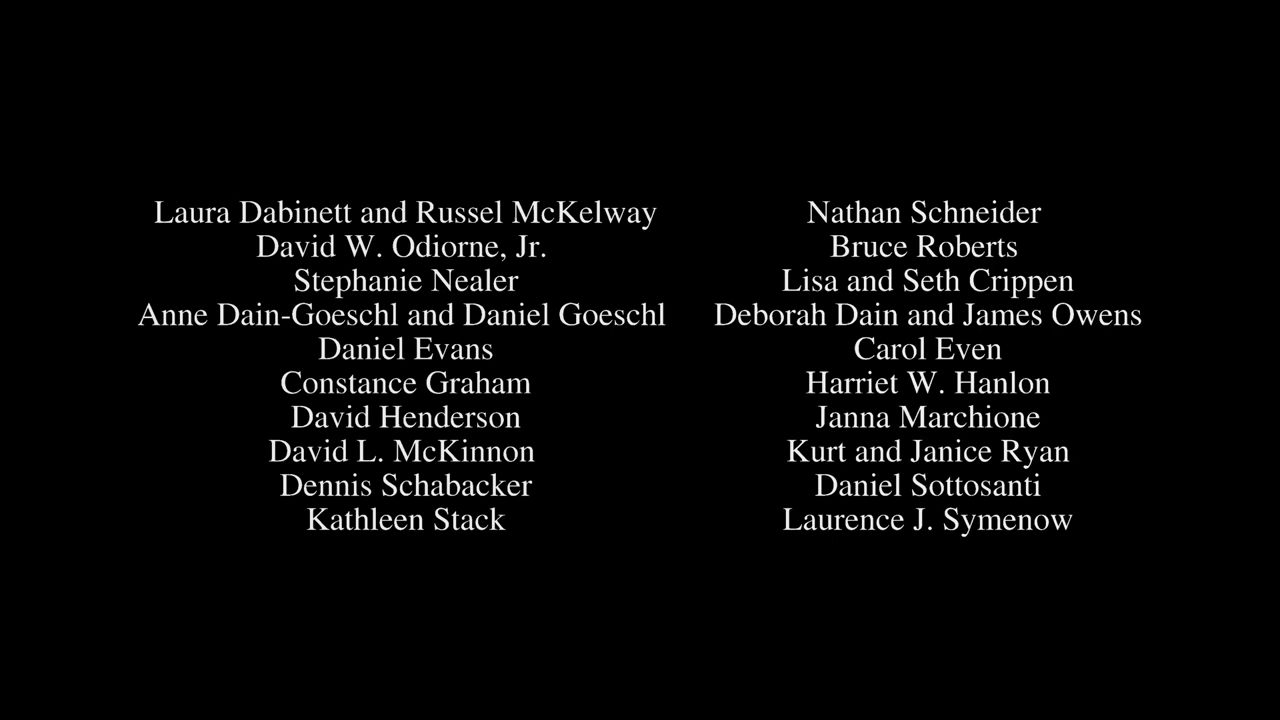 Laura Dabinett and Russel McKelway
David W. Odiorne, Jr.
Stephanie Nealer
Anne Dain-Goeschl and Daniel Goeschl
Daniel Evans
Constance Graham
David Henderson
David L. McKinnon
Dennis Schabacker
Kathleen Stack
Nathan Schneider
Bruce Roberts
Lisa and Seth Crippen
Deborah Dain and James Owens
Carol Even
Harriet W. Hanlon
Janna Marchione
Kurt and Janice Ryan
Daniel Sottosanti
Laurence J. Symenow